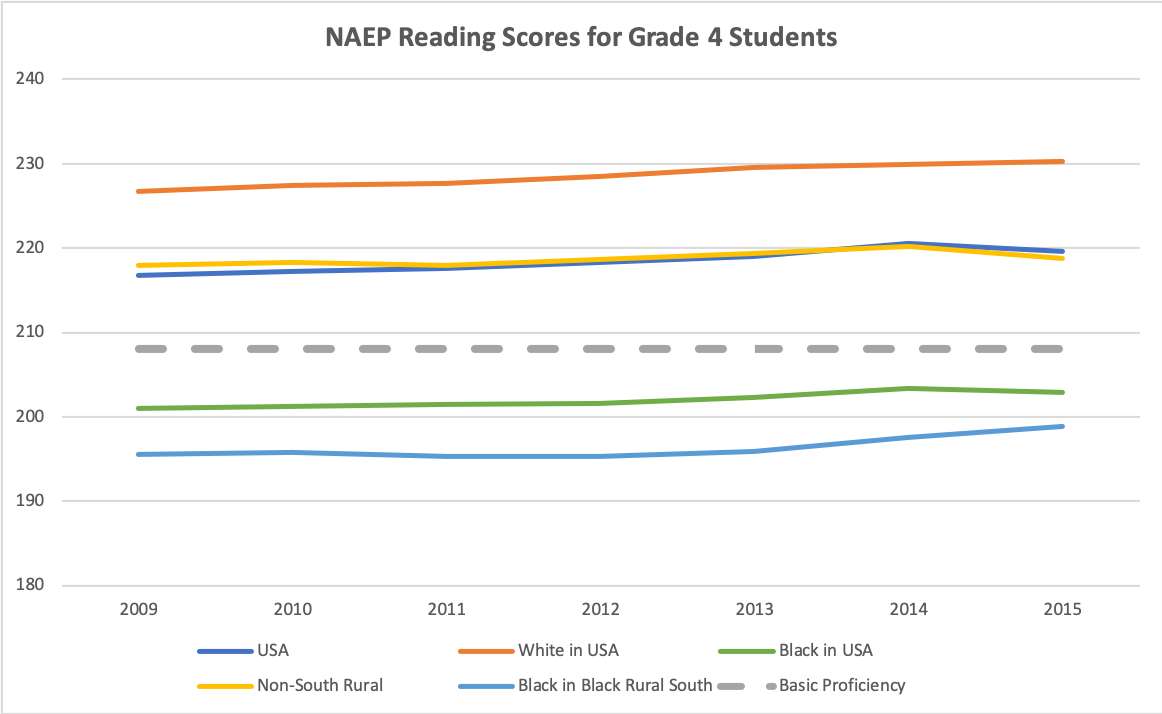 NAEP Reading Scores for Grade 4 Students
240
230
220
210
200
190
180
2009 2010 2011 2012 2013 2014 2015
USA White in USA Black in USA
Non-South Rural Black in Black Rural South Basic Proficiency